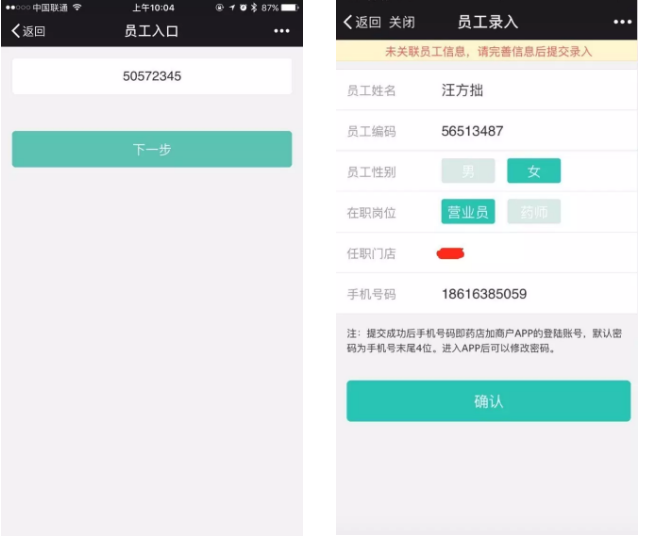 中国联通 上午10:04 87%
返回 员工入口
50572345
下一步
返回 关闭 员工录入
未关联员工信息，请完善信息后提交录入
员工姓名 汪方拙
员工编码 56513487
员工性别 男 女
在职岗位 营业员 药师
任职门店
手机号码 18616385059
注：提交成功后手机号码即药店加商户APP的登陆账号，默认密
码为手机号末尾4位。进入APP后可以修改密码。
确认